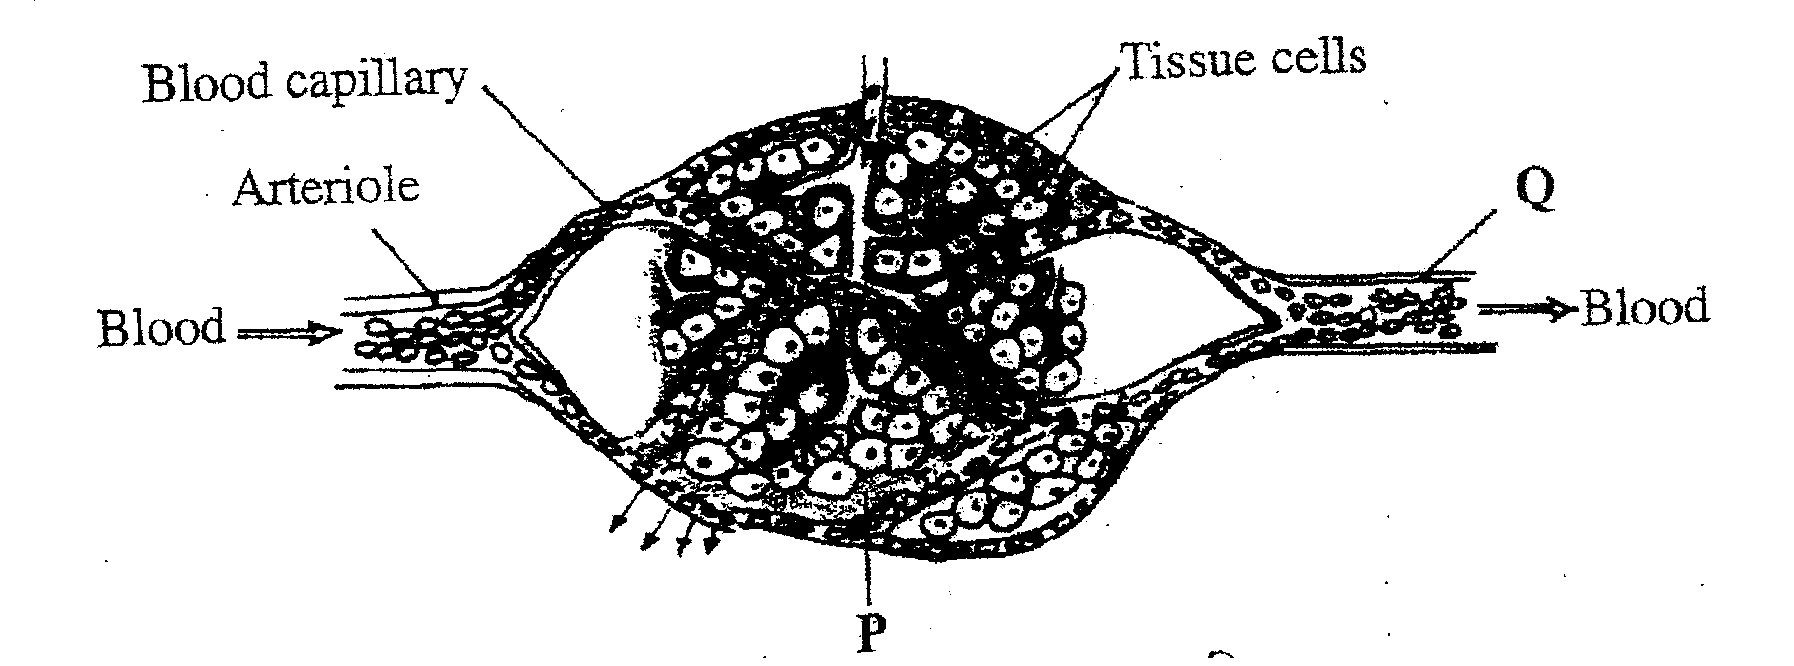 Blood capillary
Tissue cells
Arteriole
Q
Blood
Blood
P